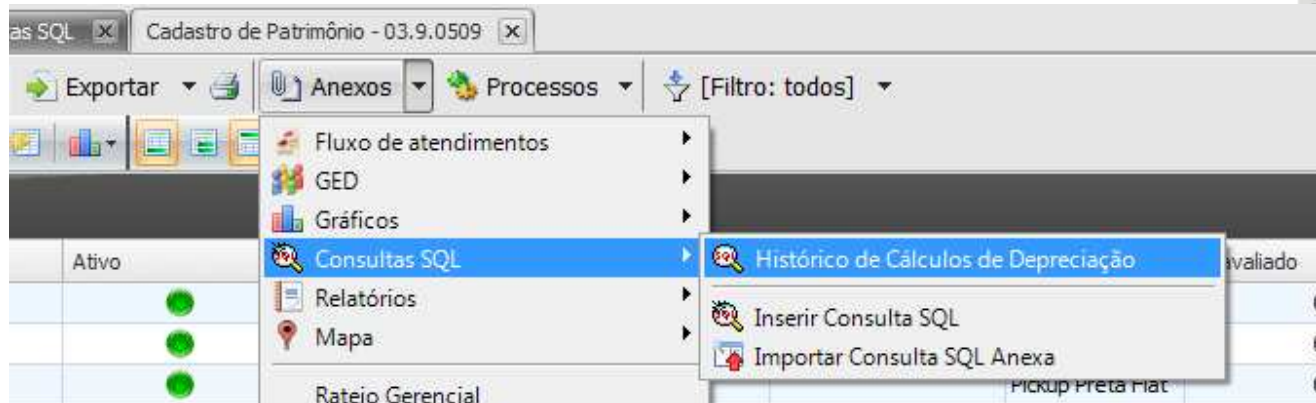 as SQL Cadastro de Patrimônio - 03.9.0509
Exportar Anexos Processos [Filtro: todos]
Fluxo de atendimentos
GED
Gráficos
Ativo Consultas SQL Histórico de Cálculos de Depreciação avaliado
Relatórios Inserir Consulta SQL
Mapa Importar Consulta SQL Anexa
Rateio Gerencial Pickup Preta Fiat